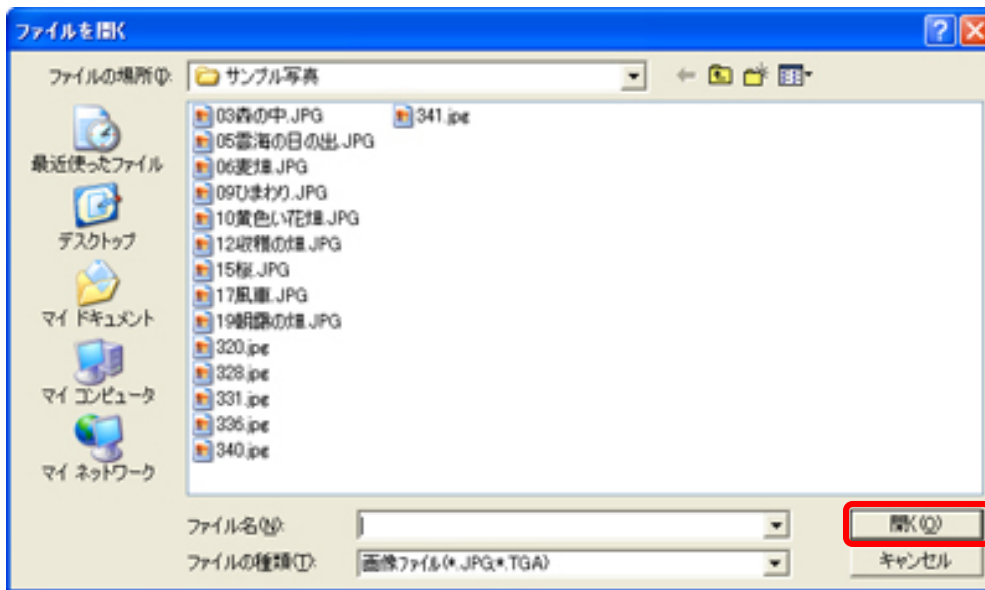 ファイルを開く
ファイルの場所(I):
サンプル写真
最近使ったファイル
デスクトップ
マイ ドキュメント
マイ コンピュータ
マイ ネットワーク
03森の中.JPG
05雲海の日の出.JPG
06麦畑.JPG
09ひまわり.JPG
10黄色い花畑.JPG
12収穫の畑.JPG
15桜.JPG
17風車.JPG
19朝露の畑.JPG
320.jpg
328.jpg
331.jpg
336.jpg
340.jpg
341.jpg
ファイル名(N):
開く(O)
ファイルの種類(T):
画像ファイル(*.JPG;*.TGA)
キャンセル